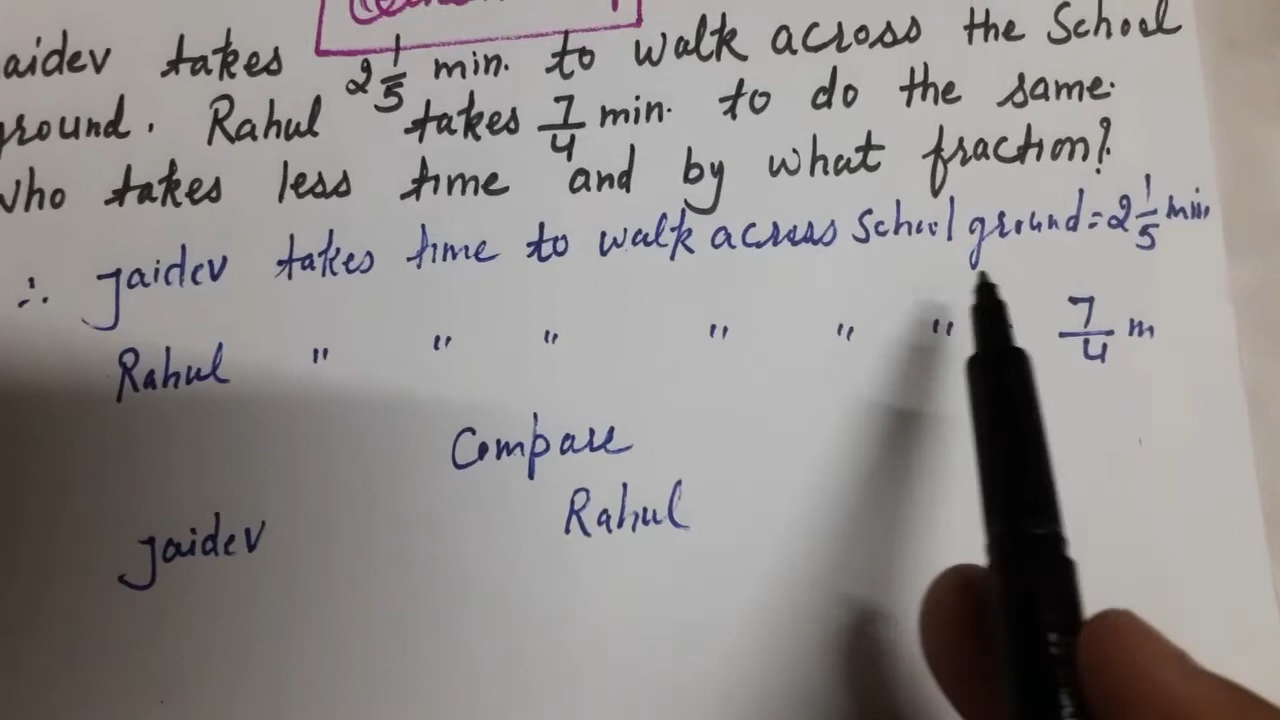 aidev takes 2 1/5 min. to walk across the School
ground. Rahul takes 7/4 min. to do the same.
who takes less time and by what fraction?
∴ Jaidev takes time to walk across School ground = 2 1/5 min.
Rahul " " " " " " 7/4 m
Compare
Jaidev Rahul